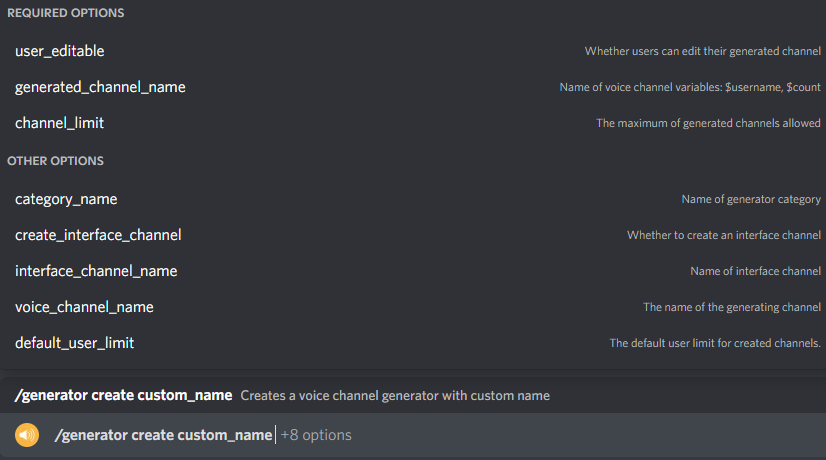 REQUIRED OPTIONS
user_editable Whether users can edit their generated channel
generated_channel_name Name of voice channel variables: $username, $count
channel_limit The maximum of generated channels allowed
OTHER OPTIONS
category_name Name of generator category
create_interface_channel Whether to create an interface channel
interface_channel_name Name of interface channel
voice_channel_name The name of the generating channel
default_user_limit The default user limit for created channels.
/generator create custom_name Creates a voice channel generator with custom name
/generator create custom_name +8 options